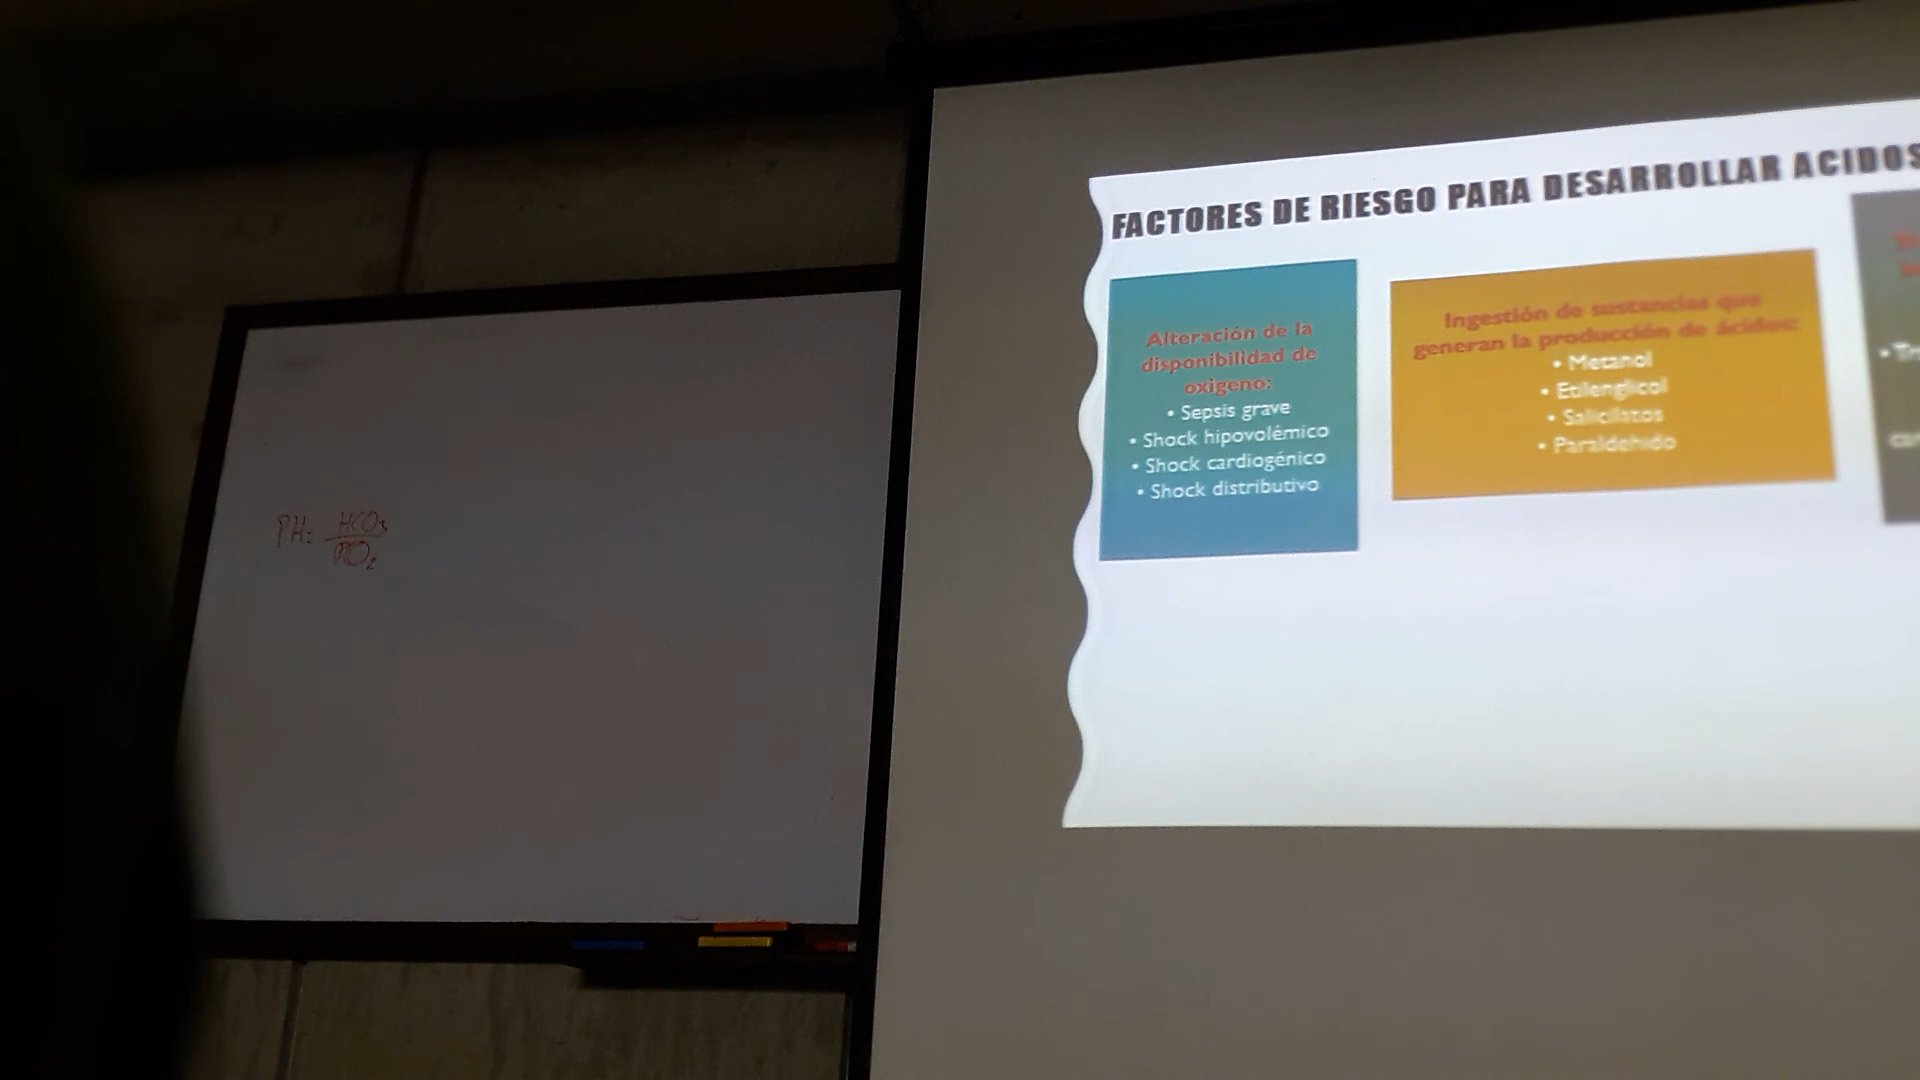 PH= HCO₃
PO₂
FACTORES DE RIESGO PARA DESARROLLAR ACIDOS
Alteración de la
disponibilidad de
oxigeno:
• Sepsis grave
• Shock hipovolémico
• Shock cardiogénico
• Shock distributivo
Ingestión de sustancias que
generan la producción de ácidos:
• Metanol
• Etilenglicol
• Salicilatos
• Paraldehido